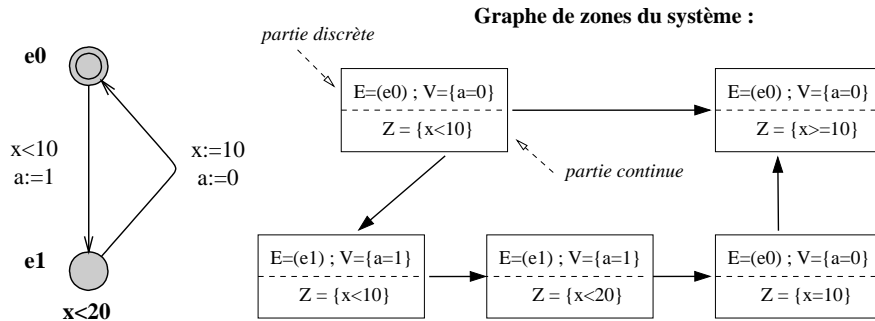 Graphe de zones du système :
partie discrète
e0
E=(e0) ; V={a=0}
Z = {x<10}
E=(e0) ; V={a=0}
Z = {x>=10}
x<10
a:=1
x:=10
a:=0
partie continue
e1
x<20
E=(e1) ; V={a=1}
Z = {x<10}
E=(e1) ; V={a=1}
Z = {x<20}
E=(e0) ; V={a=0}
Z = {x=10}